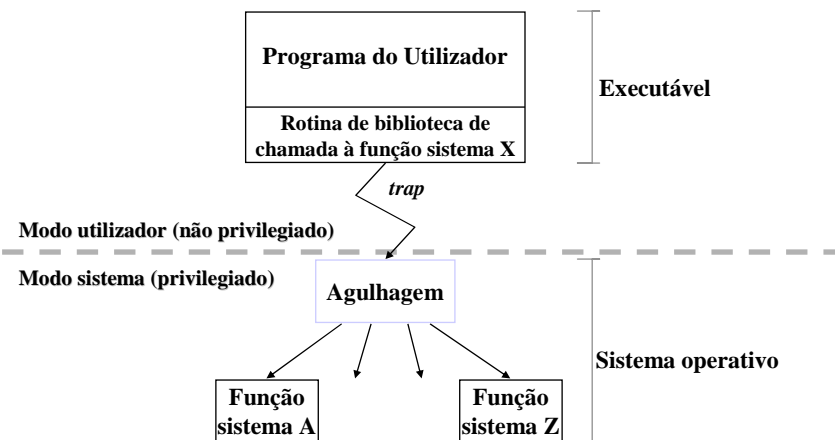 Programa do Utilizador
Executável
Rotina de biblioteca de
chamada à função sistema X
trap
Modo utilizador (não privilegiado)
Modo sistema (privilegiado)
Agulhagem
Sistema operativo
Função
sistema A
Função
sistema Z